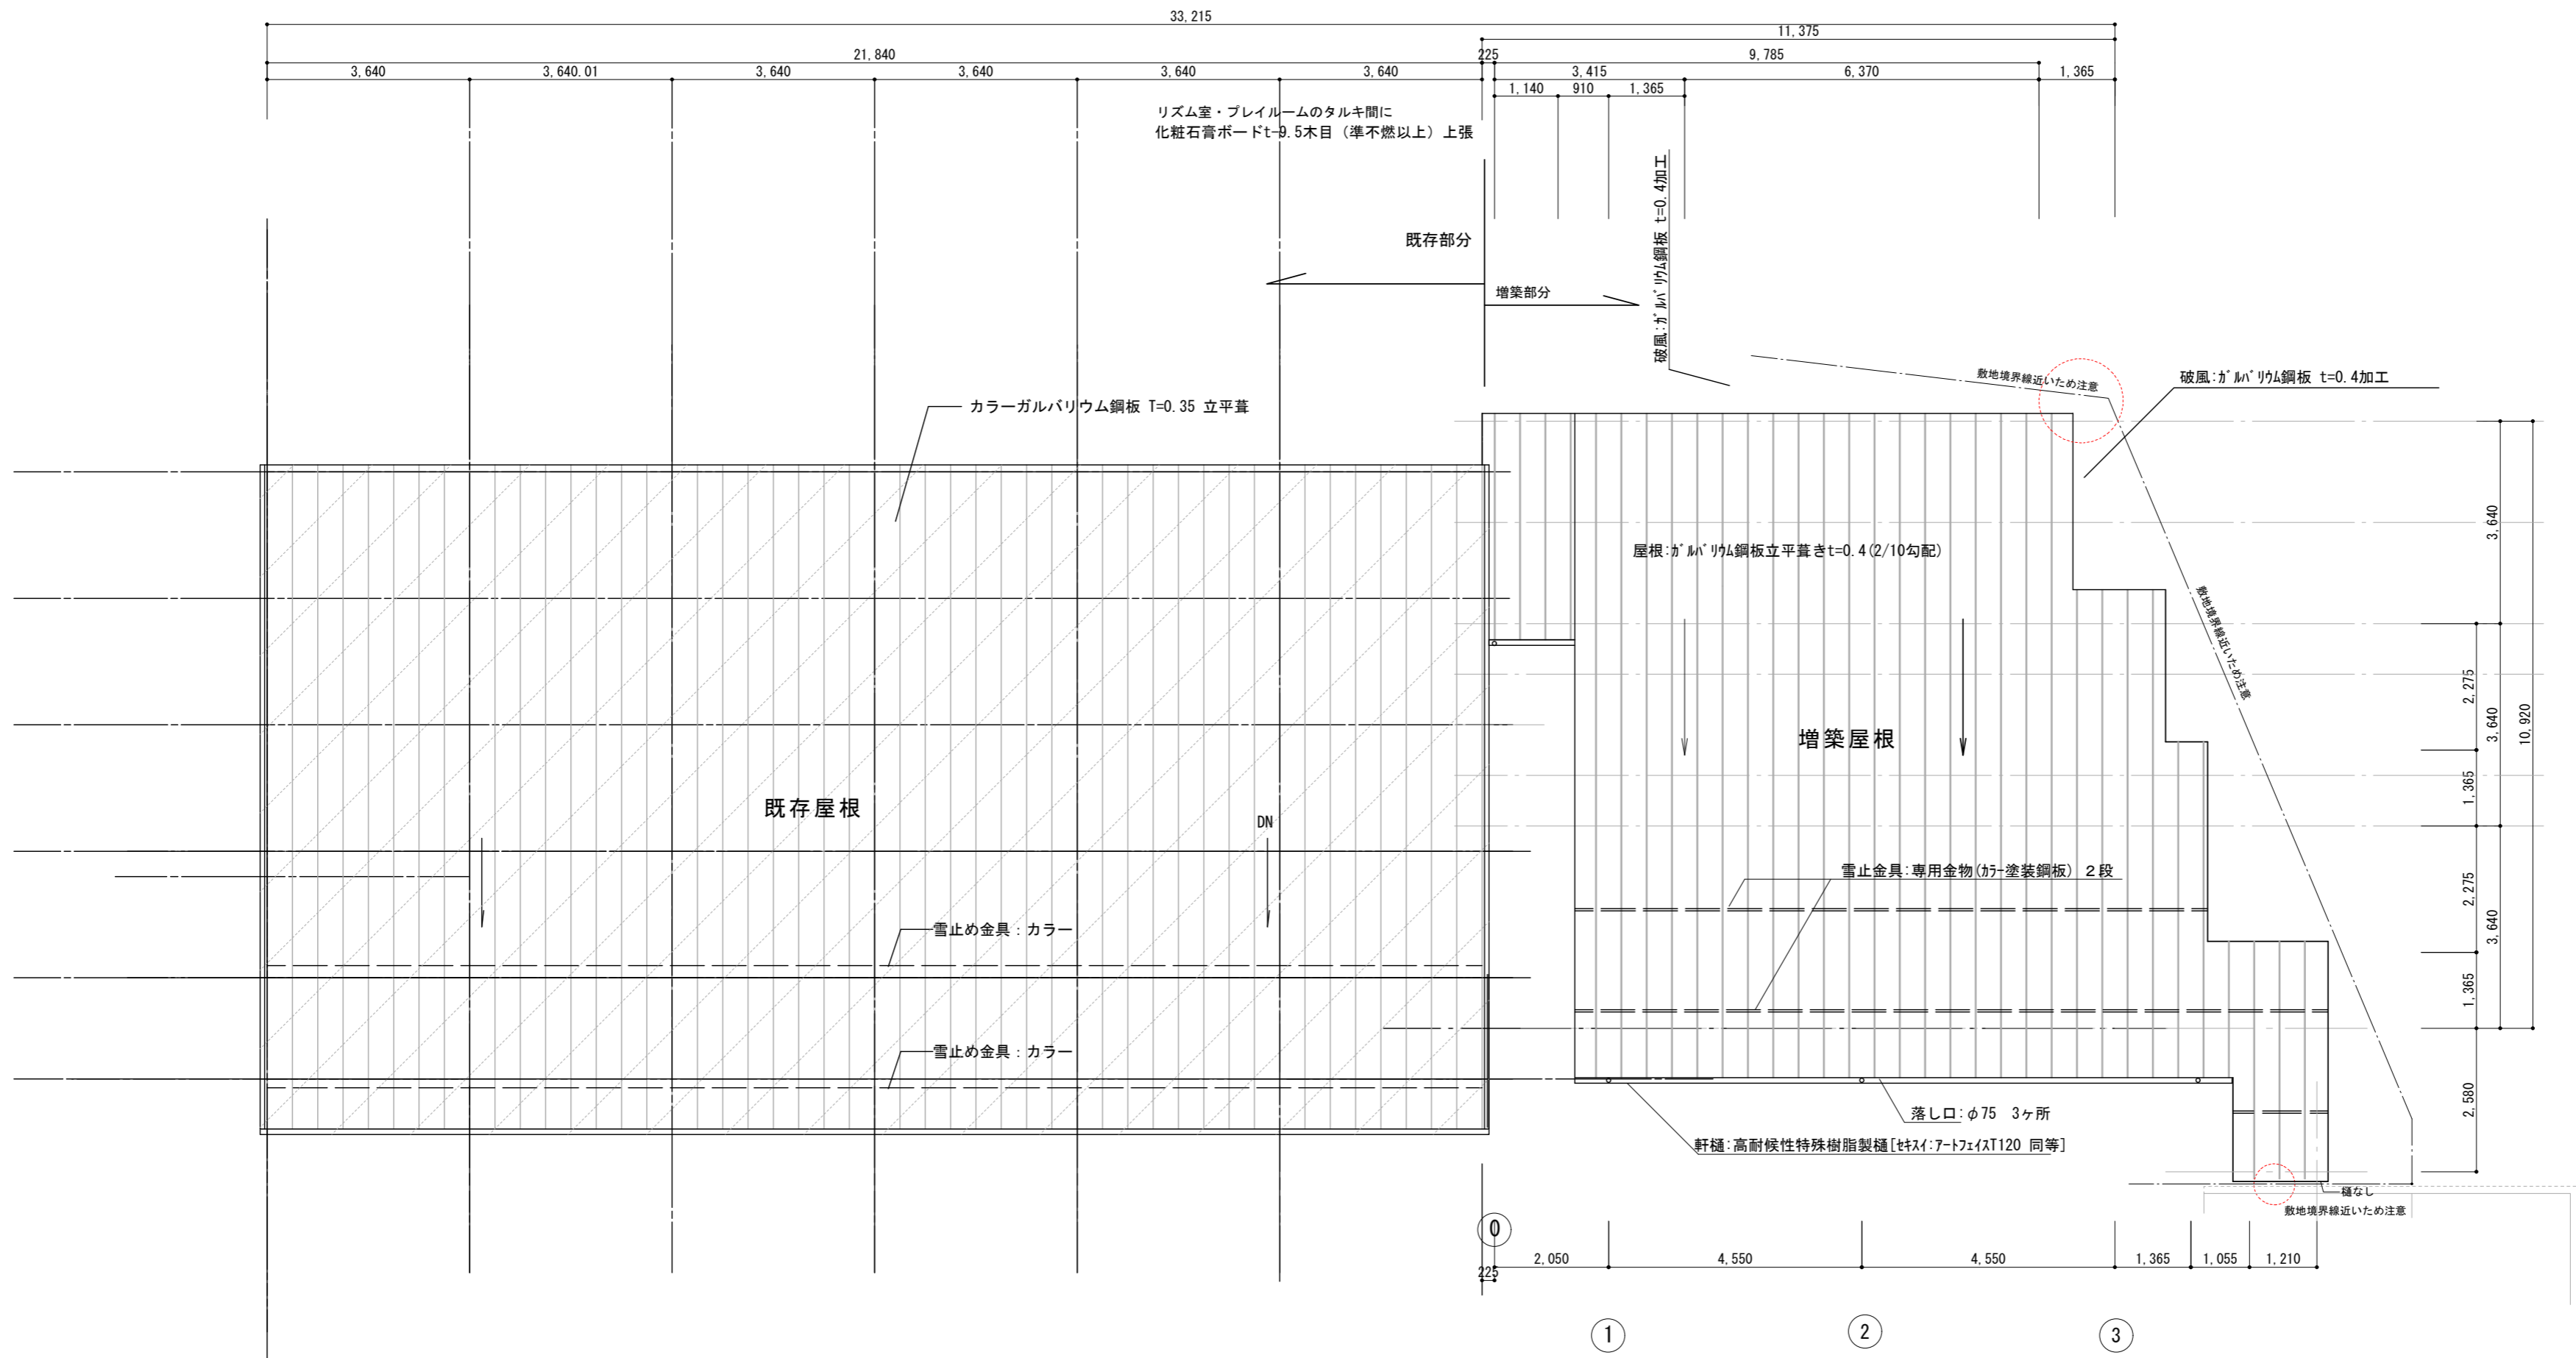 33,215
11,375
21,840
225
9,785
3,640
3,640.01
3,640
3,640
3,640
3,640
3,415
6,370
1,365
1,140
910
1,365
リズム室・プレイルームのタルキ間に
化粧石膏ボードt-9.5木目（準不燃以上）上張
破風:ｶﾞﾙﾊﾞﾘｳﾑ鋼板 t=0.4加工
既存部分
増築部分
敷地境界線近いため注意
破風:ｶﾞﾙﾊﾞﾘｳﾑ鋼板 t=0.4加工
カラーガルバリウム鋼板 T=0.35 立平葺
屋根:ｶﾞﾙﾊﾞﾘｳﾑ鋼板立平葺きt=0.4(2/10勾配)
敷地境界線近いため注意
3,640
2,275
3,640
10,920
1,365
増築屋根
既存屋根
DN
雪止金具:専用金物(ｶﾗｰ塗装鋼板) ２段
2,275
3,640
雪止め金具：カラー
1,365
雪止め金具：カラー
2,580
落し口:φ75 3ヶ所
軒樋:高耐候性特殊樹脂製樋[ｾｷｽｲ:ｱｰﾄﾌｪｲｽT120 同等]
樋なし
敷地境界線近いため注意
0
2,050
4,550
4,550
1,365
1,055
1,210
225
1
2
3